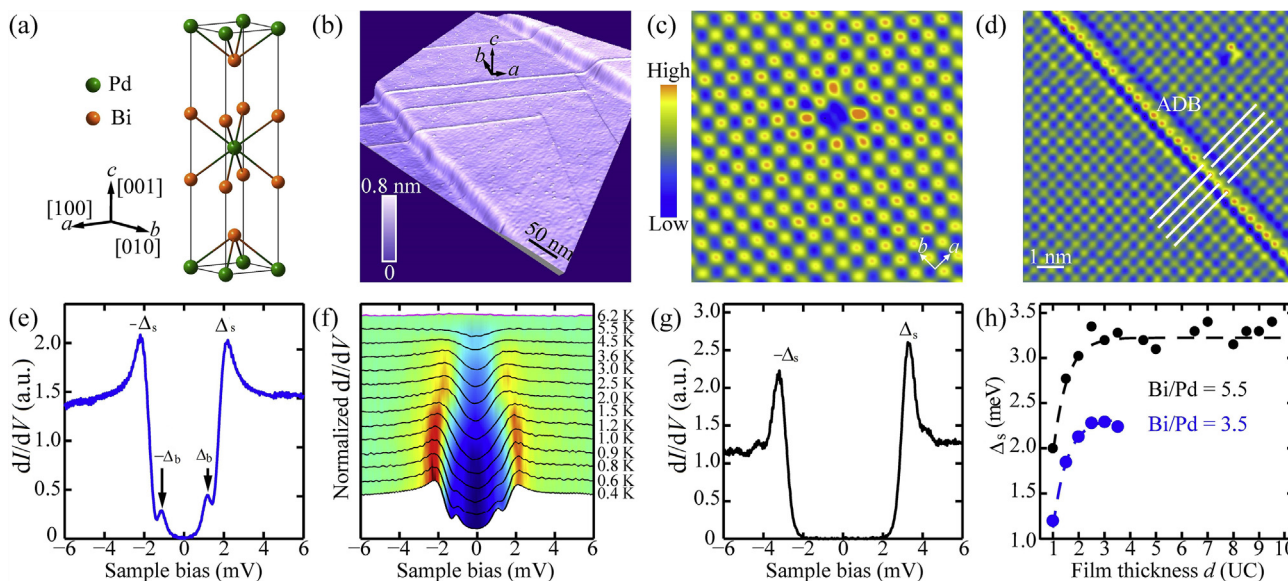 (a)
Pd
Bi
c
[001]
[100]
a
b
[010]
(b)
c
b
a
0.8 nm
0
50 nm
(c)
High
Low
b
a
(d)
ADB
1 nm
(e)
dI/dV (a.u.)
2.0
1.5
1.0
0.5
0
−Δs
Δs
−Δb
Δb
−6 −4 −2 0 2 4 6
Sample bias (mV)
(f)
Normalized dI/dV
6.2 K
5.5 K
4.5 K
3.6 K
3.0 K
2.5 K
2.0 K
1.5 K
1.2 K
1.0 K
0.9 K
0.8 K
0.6 K
0.4 K
−6 −4 −2 0 2 4 6
Sample bias (mV)
(g)
dI/dV (a.u.)
3.0
2.5
2.0
1.5
1.0
0.5
0
−Δs
Δs
−6 −4 −2 0 2 4 6
Sample bias (mV)
(h)
Δs (meV)
3.5
3.0
2.5
2.0
1.5
1.0
Bi/Pd = 5.5
Bi/Pd = 3.5
1 2 3 4 5 6 7 8 9 10
Film thickness d (UC)